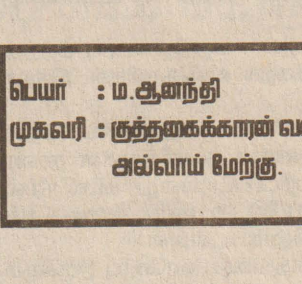 பெயர் : ம.ஆனந்தி
முகவரி : குத்தகைக்காரன்
அல்வாய் மேற்கு.